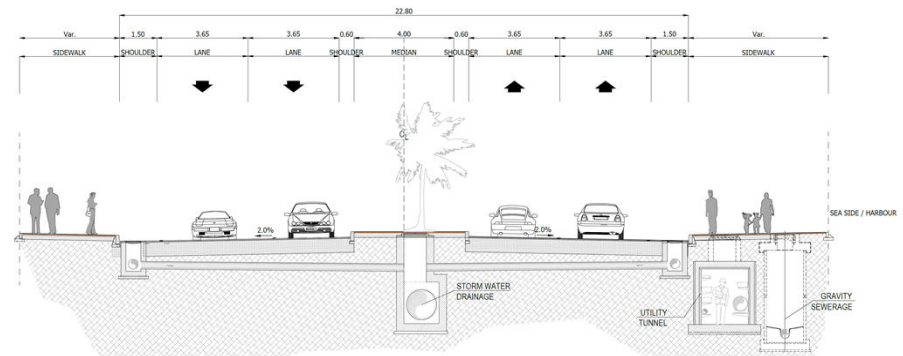 22.80
Var. 1.50 3.65 3.65 0.60 4.00 0.60 3.65 3.65 1.50 Var.
SIDEWALK SHOULDER LANE LANE SHOULDER MEDIAN SHOULDER LANE LANE SHOULDER SIDEWALK
CL
2.0% 2.0%
SEA SIDE / HARBOUR
STORM WATER
DRAINAGE
UTILITY
TUNNEL
GRAVITY
SEWERAGE